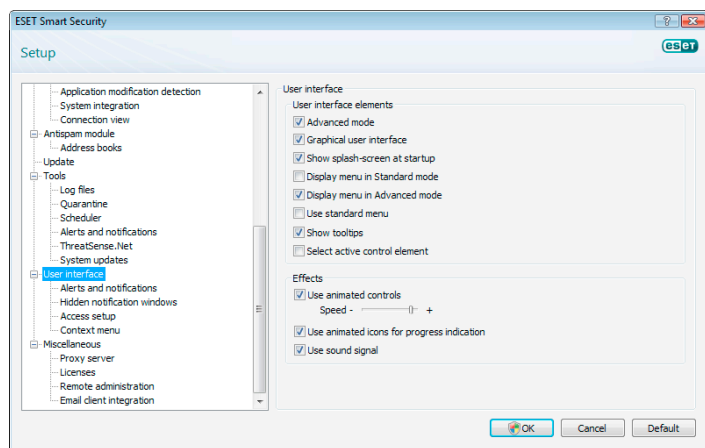 ESET Smart Security
Setup
eset
Application modification detection
System integration
Connection view
Antispam module
Address books
Update
Tools
Log files
Quarantine
Scheduler
Alerts and notifications
ThreatSense.Net
System updates
User interface
Alerts and notifications
Hidden notification windows
Access setup
Context menu
Miscellaneous
Proxy server
Licenses
Remote administration
Email client integration
User interface
User interface elements
Advanced mode
Graphical user interface
Show splash-screen at startup
Display menu in Standard mode
Display menu in Advanced mode
Use standard menu
Show tooltips
Select active control element
Effects
Use animated controls
Speed - +
Use animated icons for progress indication
Use sound signal
OK Cancel Default